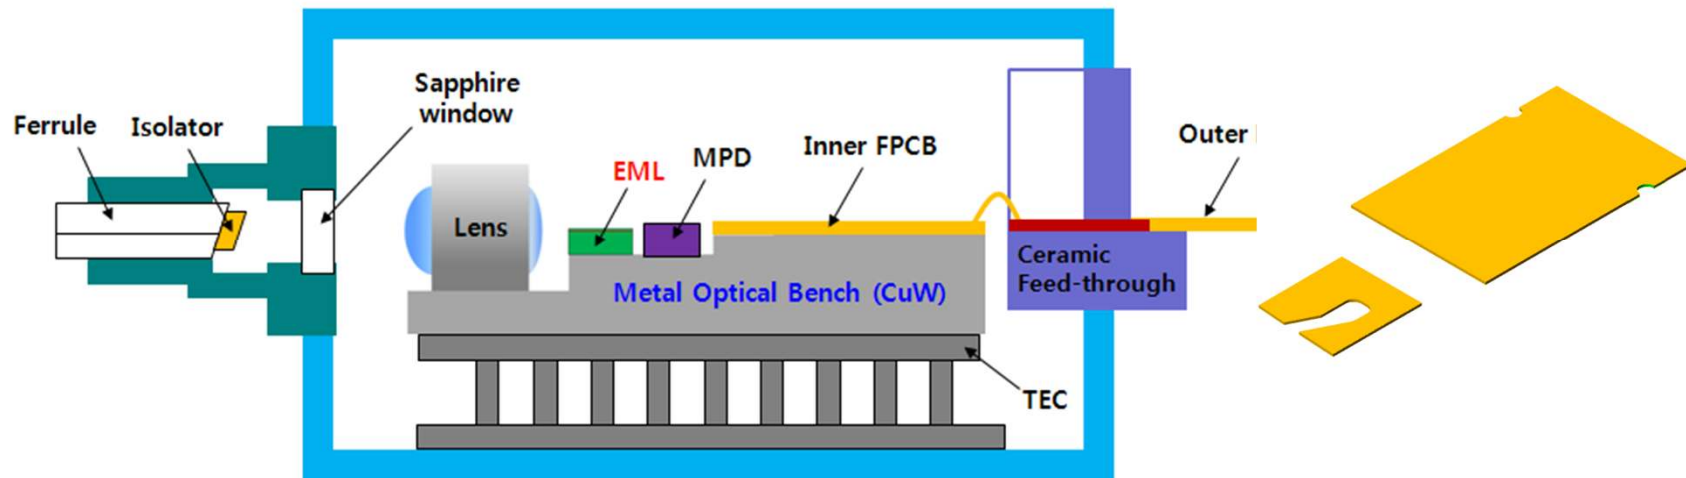 Sapphire
window
Ferrule
Isolator
EML
MPD
Inner FPCB
Outer
Lens
Ceramic
Feed-through
Metal Optical Bench (CuW)
TEC